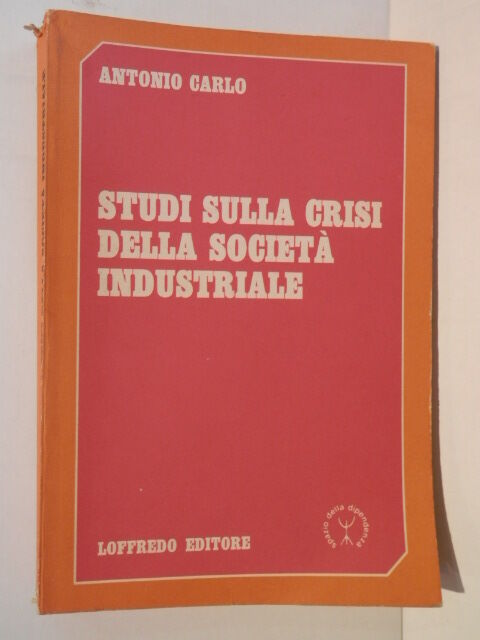 ANTONIO CARLO
STUDI SULLA CRISI
DELLA SOCIETÀ
INDUSTRIALE
spazio della dipendenza
LOFFREDO EDITORE